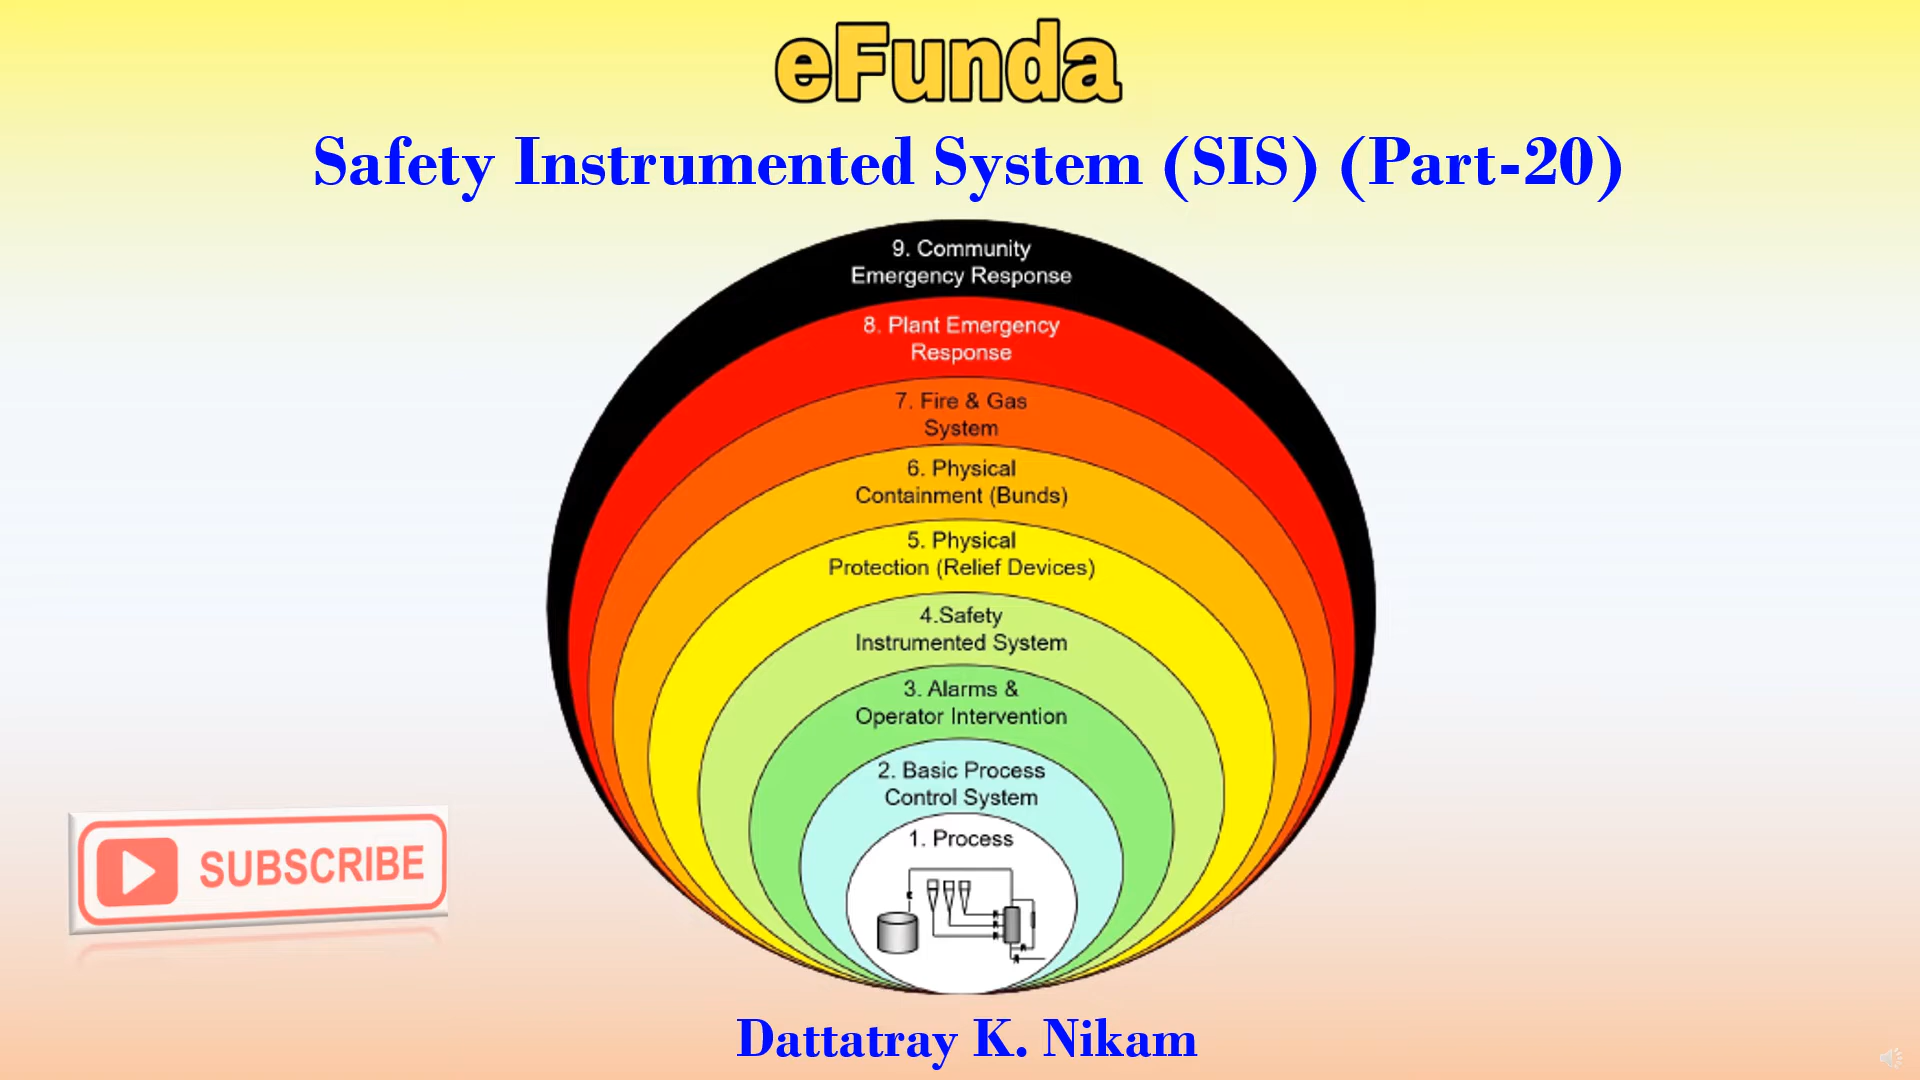 eFunda
Safety Instrumented System (SIS) (Part-20)
9. Community
Emergency Response
8. Plant Emergency
Response
7. Fire & Gas
System
6. Physical
Containment (Bunds)
5. Physical
Protection (Relief Devices)
4.Safety
Instrumented System
3. Alarms &
Operator Intervention
2. Basic Process
Control System
1. Process
SUBSCRIBE
Dattatray K. Nikam